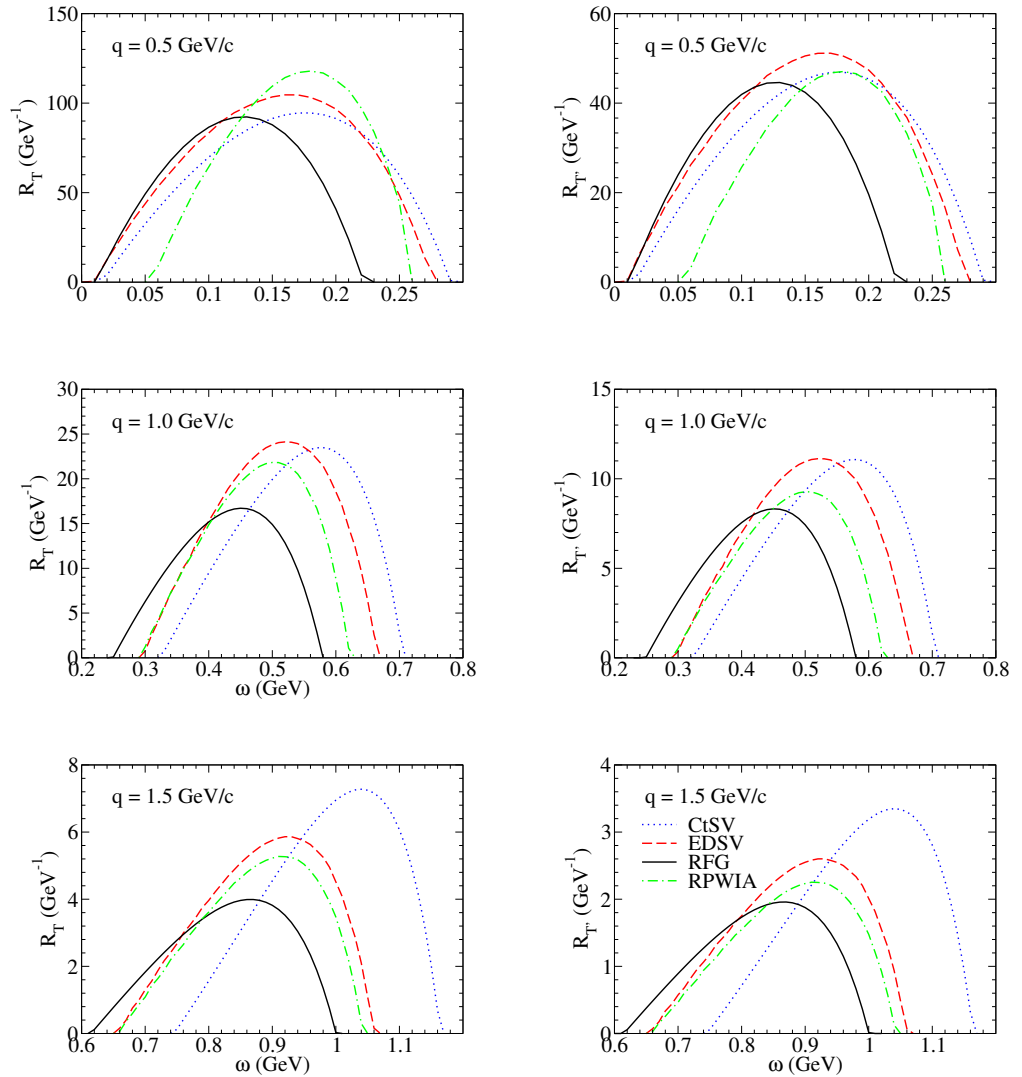 150
100
50
0
R_T (GeV^-1)
q = 0.5 GeV/c
0 0.05 0.1 0.15 0.2 0.25
60
40
20
0
R_T' (GeV^-1)
q = 0.5 GeV/c
0 0.05 0.1 0.15 0.2 0.25
30
25
20
15
10
5
0
R_T (GeV^-1)
q = 1.0 GeV/c
0.2 0.3 0.4 0.5 0.6 0.7 0.8
ω (GeV)
15
10
5
0
R_T' (GeV^-1)
q = 1.0 GeV/c
0.2 0.3 0.4 0.5 0.6 0.7 0.8
8
6
4
2
0
R_T (GeV^-1)
q = 1.5 GeV/c
0.6 0.7 0.8 0.9 1 1.1
ω (GeV)
4
3
2
1
0
R_T' (GeV^-1)
q = 1.5 GeV/c
CtSV
EDSV
RFG
RPWIA
0.6 0.7 0.8 0.9 1 1.1
ω (GeV)